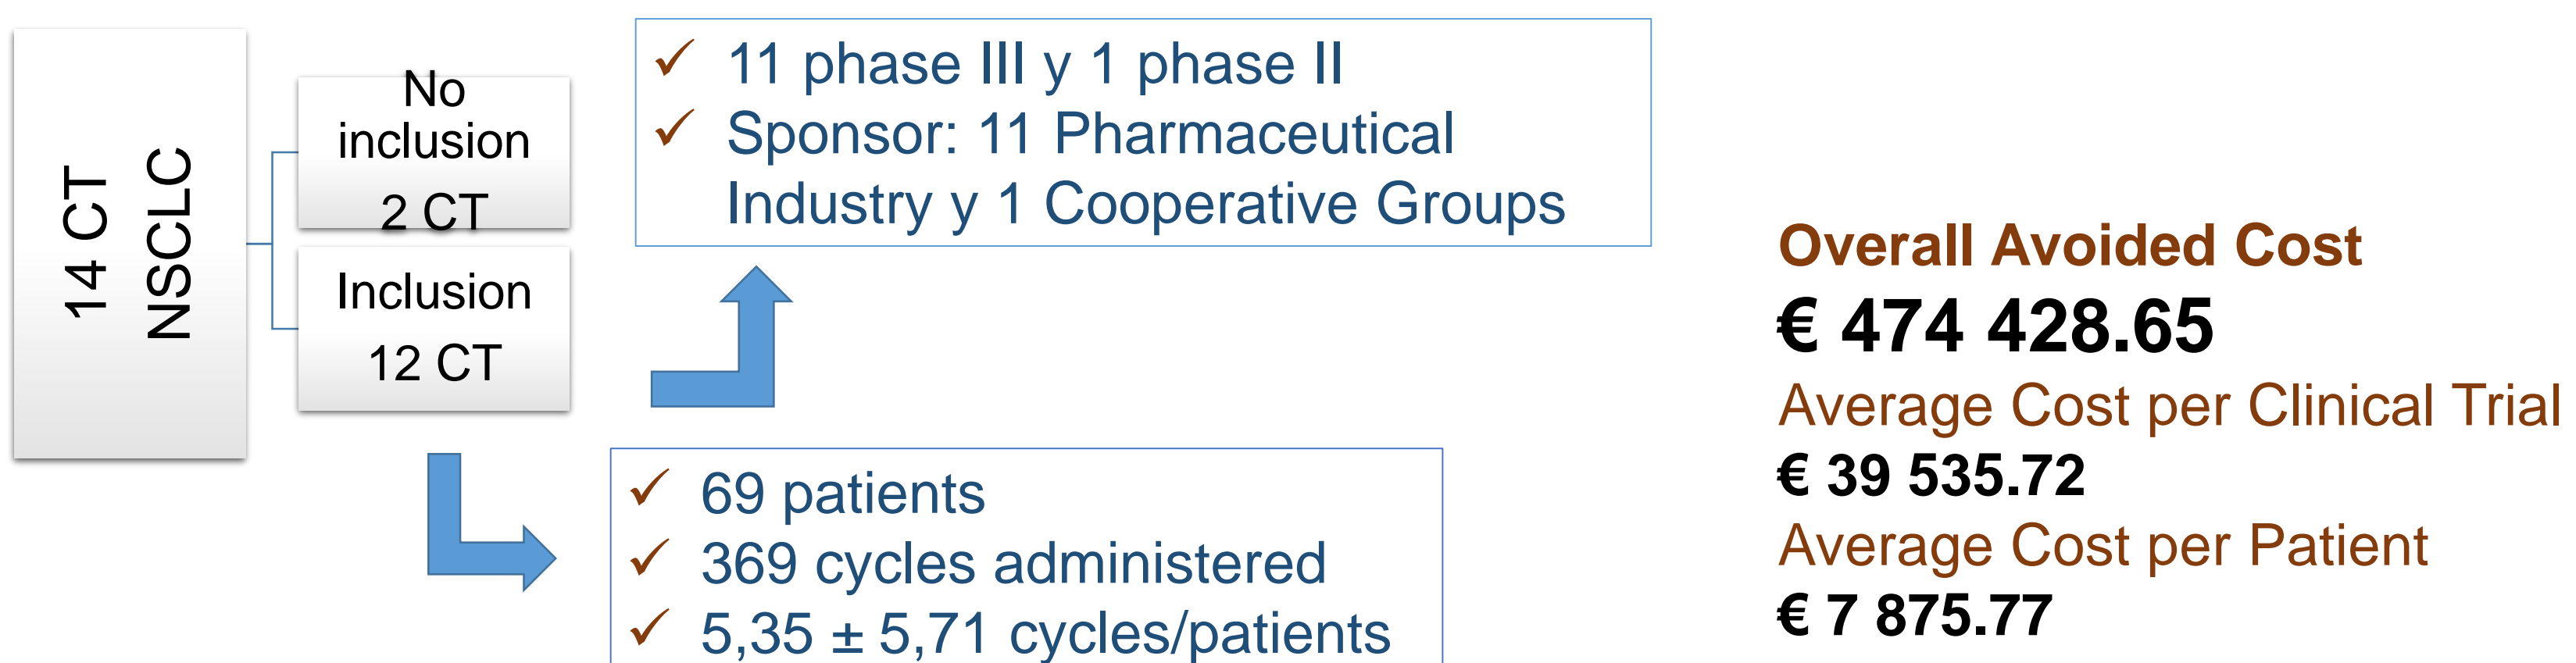 14 CT
NSCLC
No
inclusion
2 CT
Inclusion
12 CT
✓ 11 phase III y 1 phase II
✓ Sponsor: 11 Pharmaceutical
Industry y 1 Cooperative Groups
✓ 69 patients
✓ 369 cycles administered
✓ 5,35 ± 5,71 cycles/patients
Overall Avoided Cost
€ 474 428.65
Average Cost per Clinical Trial
€ 39 535.72
Average Cost per Patient
€ 7 875.77